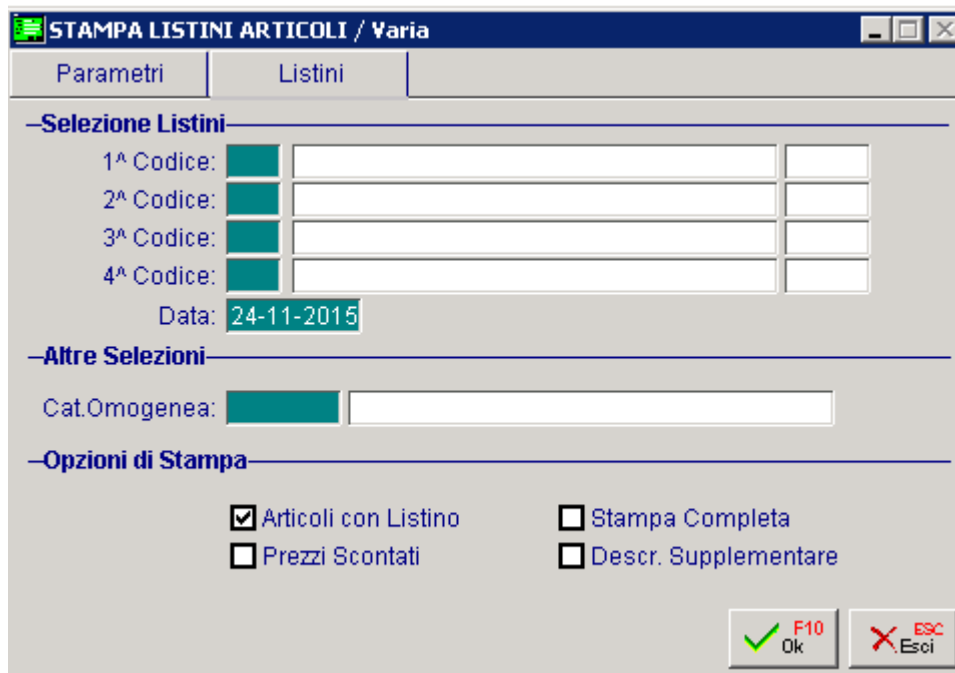 STAMPA LISTINI ARTICOLI / Varia
Parametri Listini
Selezione Listini
1^ Codice:
2^ Codice:
3^ Codice:
4^ Codice:
Data: 24-11-2015
Altre Selezioni
Cat.Omogenea:
Opzioni di Stampa
Articoli con Listino Stampa Completa
Prezzi Scontati Descr. Supplementare
F10 ESC
Ok Esci